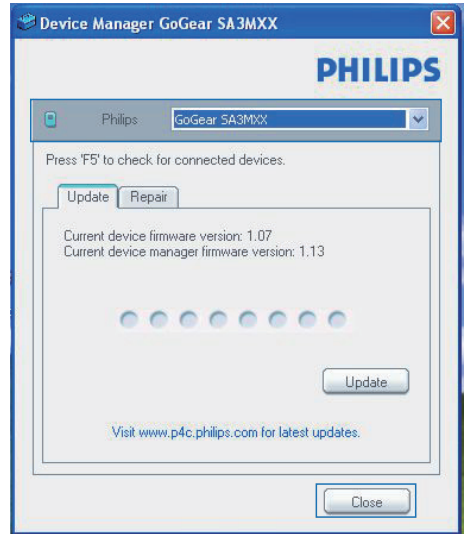 Device Manager GoGear SA3MXX
PHILIPS
Philips GoGear SA3MXX
Press 'F5' to check for connected devices.
Update Repair
Current device firmware version: 1.07
Current device manager firmware version: 1.13
Update
Visit www.p4c.philips.com for latest updates.
Close